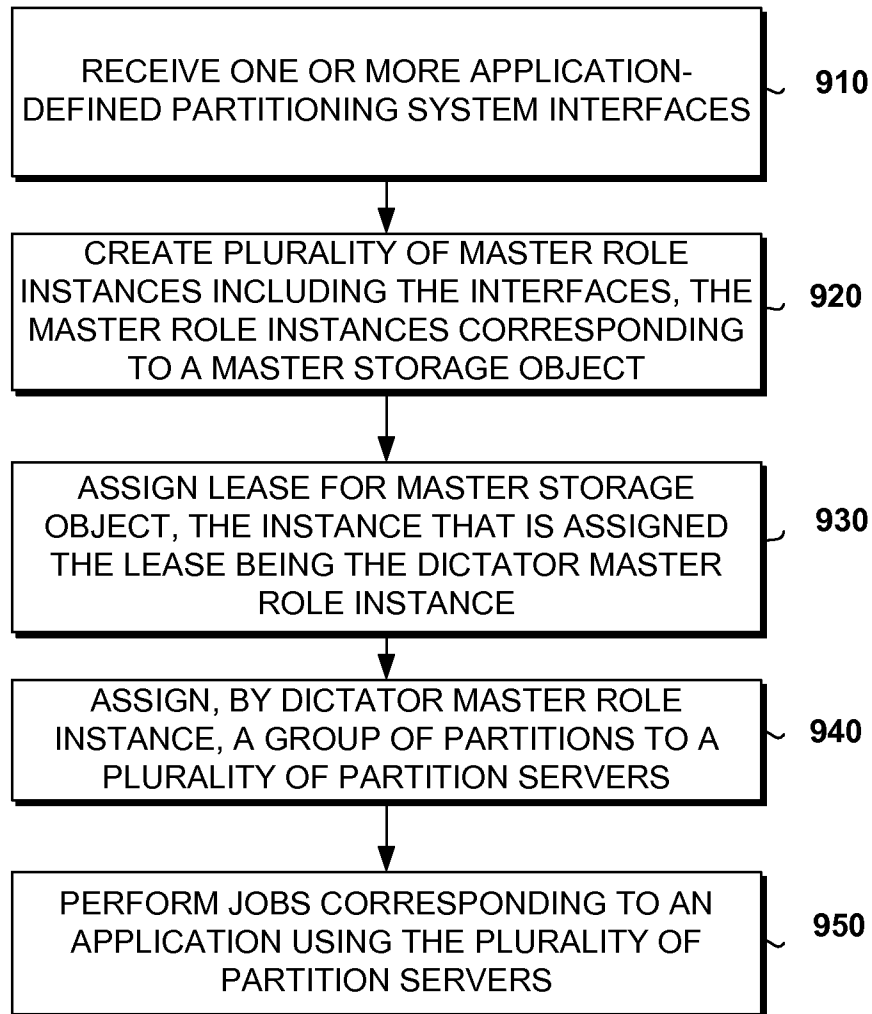 RECEIVE ONE OR MORE APPLICATION-
DEFINED PARTITIONING SYSTEM INTERFACES
910
CREATE PLURALITY OF MASTER ROLE
INSTANCES INCLUDING THE INTERFACES, THE
MASTER ROLE INSTANCES CORRESPONDING
TO A MASTER STORAGE OBJECT
920
ASSIGN LEASE FOR MASTER STORAGE
OBJECT, THE INSTANCE THAT IS ASSIGNED
THE LEASE BEING THE DICTATOR MASTER
ROLE INSTANCE
930
ASSIGN, BY DICTATOR MASTER ROLE
INSTANCE, A GROUP OF PARTITIONS TO A
PLURALITY OF PARTITION SERVERS
940
PERFORM JOBS CORRESPONDING TO AN
APPLICATION USING THE PLURALITY OF
PARTITION SERVERS
950